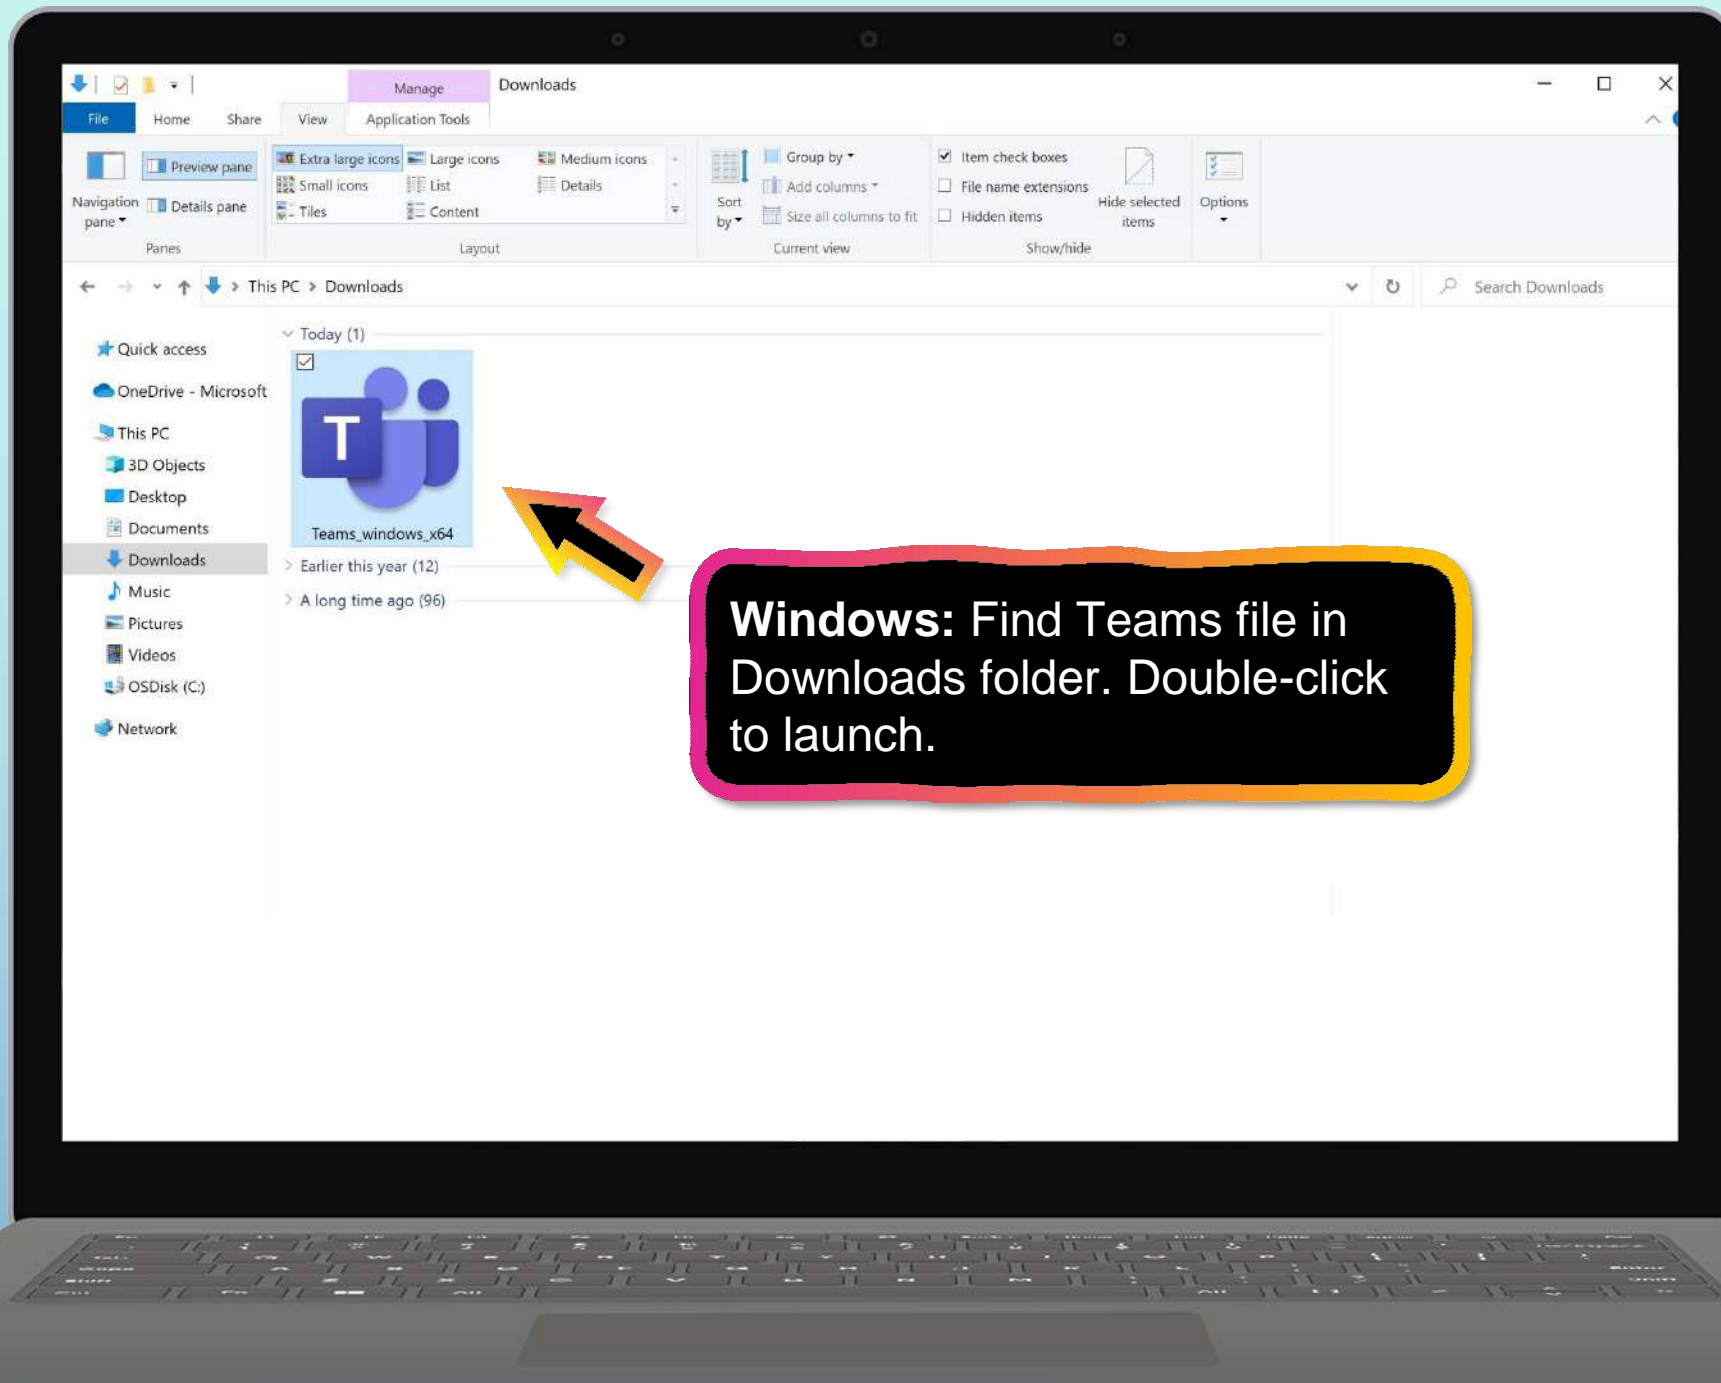 Manage
Downloads
File
Home
Share
View
Application Tools
Navigation pane
Preview pane
Details pane
Panes
Extra large icons
Large icons
Medium icons
Small icons
List
Details
Tiles
Content
Layout
Sort by
Group by
Add columns
Size all columns to fit
Current view
Item check boxes
File name extensions
Hidden items
Hide selected items
Show/hide
Options
This PC > Downloads
Search Downloads
Quick access
OneDrive - Microsoft
This PC
3D Objects
Desktop
Documents
Downloads
Music
Pictures
Videos
OSDisk (C:)
Network
Today (1)
T
Teams_windows_x64
Earlier this year (12)
A long time ago (96)
Windows: Find Teams file in
Downloads folder. Double-click
to launch.